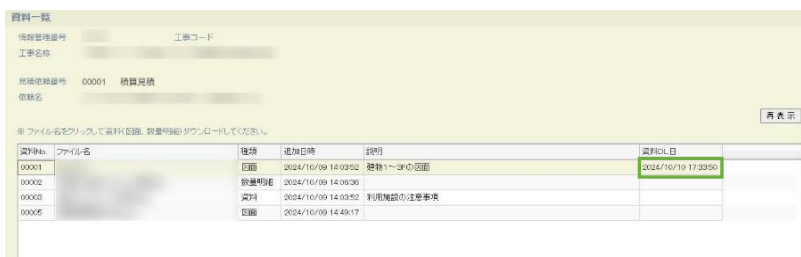 資料一覧
情報管理番号 工事コード
工事名称
見積依頼番号 00001 積算見積
依頼名
再表示
※ ファイル名をクリックして資料(図面、数量明細)ダウンロードしてください。
資料No. ファイル名 種類 追加日時 説明 資料DL日
00001 図面 2024/10/09 14:03:52 建物1～3Fの図面 2024/10/10 17:33:50
00002 数量明細 2024/10/09 14:06:36
00003 資料 2024/10/09 14:03:52 利用施設の注意事項
00005 図面 2024/10/09 14:49:17